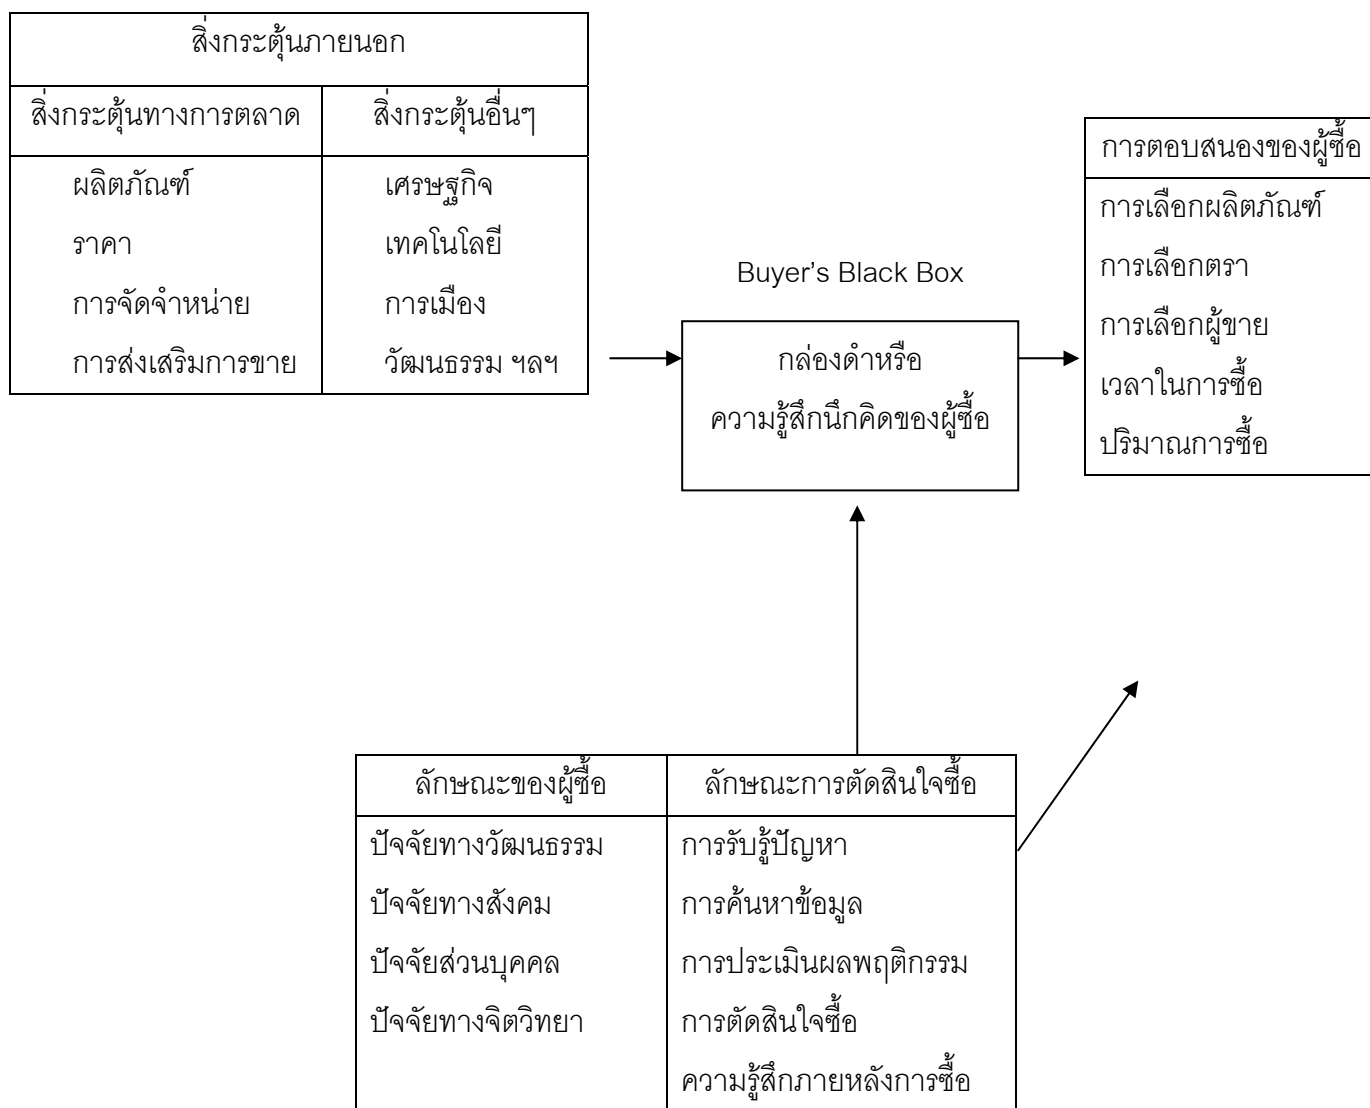 สิ่งกระตุ้นภายนอก
สิ่งกระตุ้นทางการตลาด
สิ่งกระตุ้นอื่นๆ
ผลิตภัณฑ์
ราคา
การจัดจำหน่าย
การส่งเสริมการขาย
เศรษฐกิจ
เทคโนโลยี
การเมือง
วัฒนธรรม ฯลฯ
Buyer's Black Box
กล่องดำหรือ
ความรู้สึกนึกคิดของผู้ซื้อ
การตอบสนองของผู้ซื้อ
การเลือกผลิตภัณฑ์
การเลือกตรา
การเลือกผู้ขาย
เวลาในการซื้อ
ปริมาณการซื้อ
ลักษณะของผู้ซื้อ
ปัจจัยทางวัฒนธรรม
ปัจจัยทางสังคม
ปัจจัยส่วนบุคคล
ปัจจัยทางจิตวิทยา
ลักษณะการตัดสินใจซื้อ
การรับรู้ปัญหา
การค้นหาข้อมูล
การประเมินผลพฤติกรรม
การตัดสินใจซื้อ
ความรู้สึกภายหลังการซื้อ